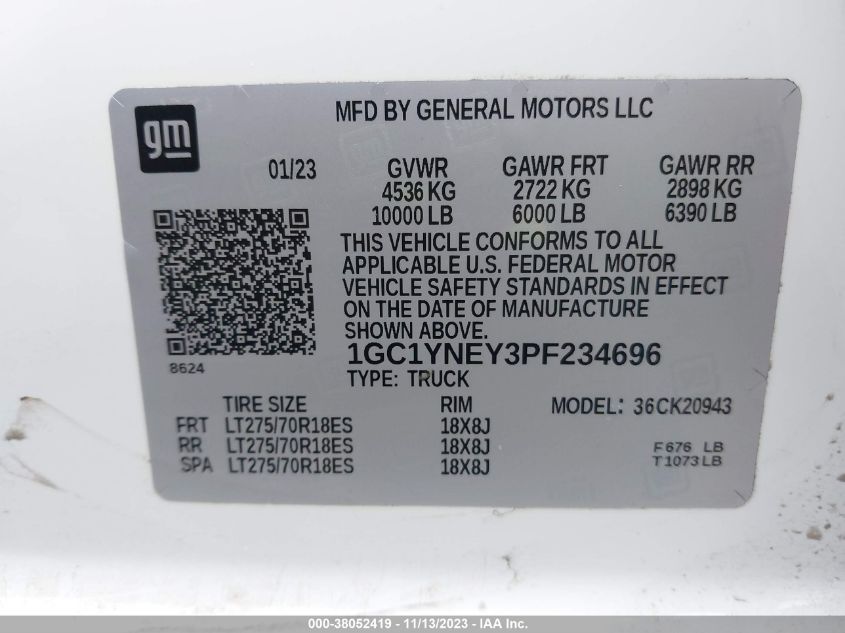 gm
MFD BY GENERAL MOTORS LLC
01/23 GVWR GAWR FRT GAWR RR
4536 KG 2722 KG 2898 KG
10000 LB 6000 LB 6390 LB
THIS VEHICLE CONFORMS TO ALL
APPLICABLE U.S. FEDERAL MOTOR
VEHICLE SAFETY STANDARDS IN EFFECT
ON THE DATE OF MANUFACTURE
SHOWN ABOVE.
8624
1GC1YNEY3PF234696
TYPE: TRUCK
TIRE SIZE RIM MODEL: 36CK20943
FRT LT275/70R18ES 18X8J
RR LT275/70R18ES 18X8J F676 LB
SPA LT275/70R18ES 18X8J T1073LB
000-38052419 - 11/13/2023 - IAA Inc.